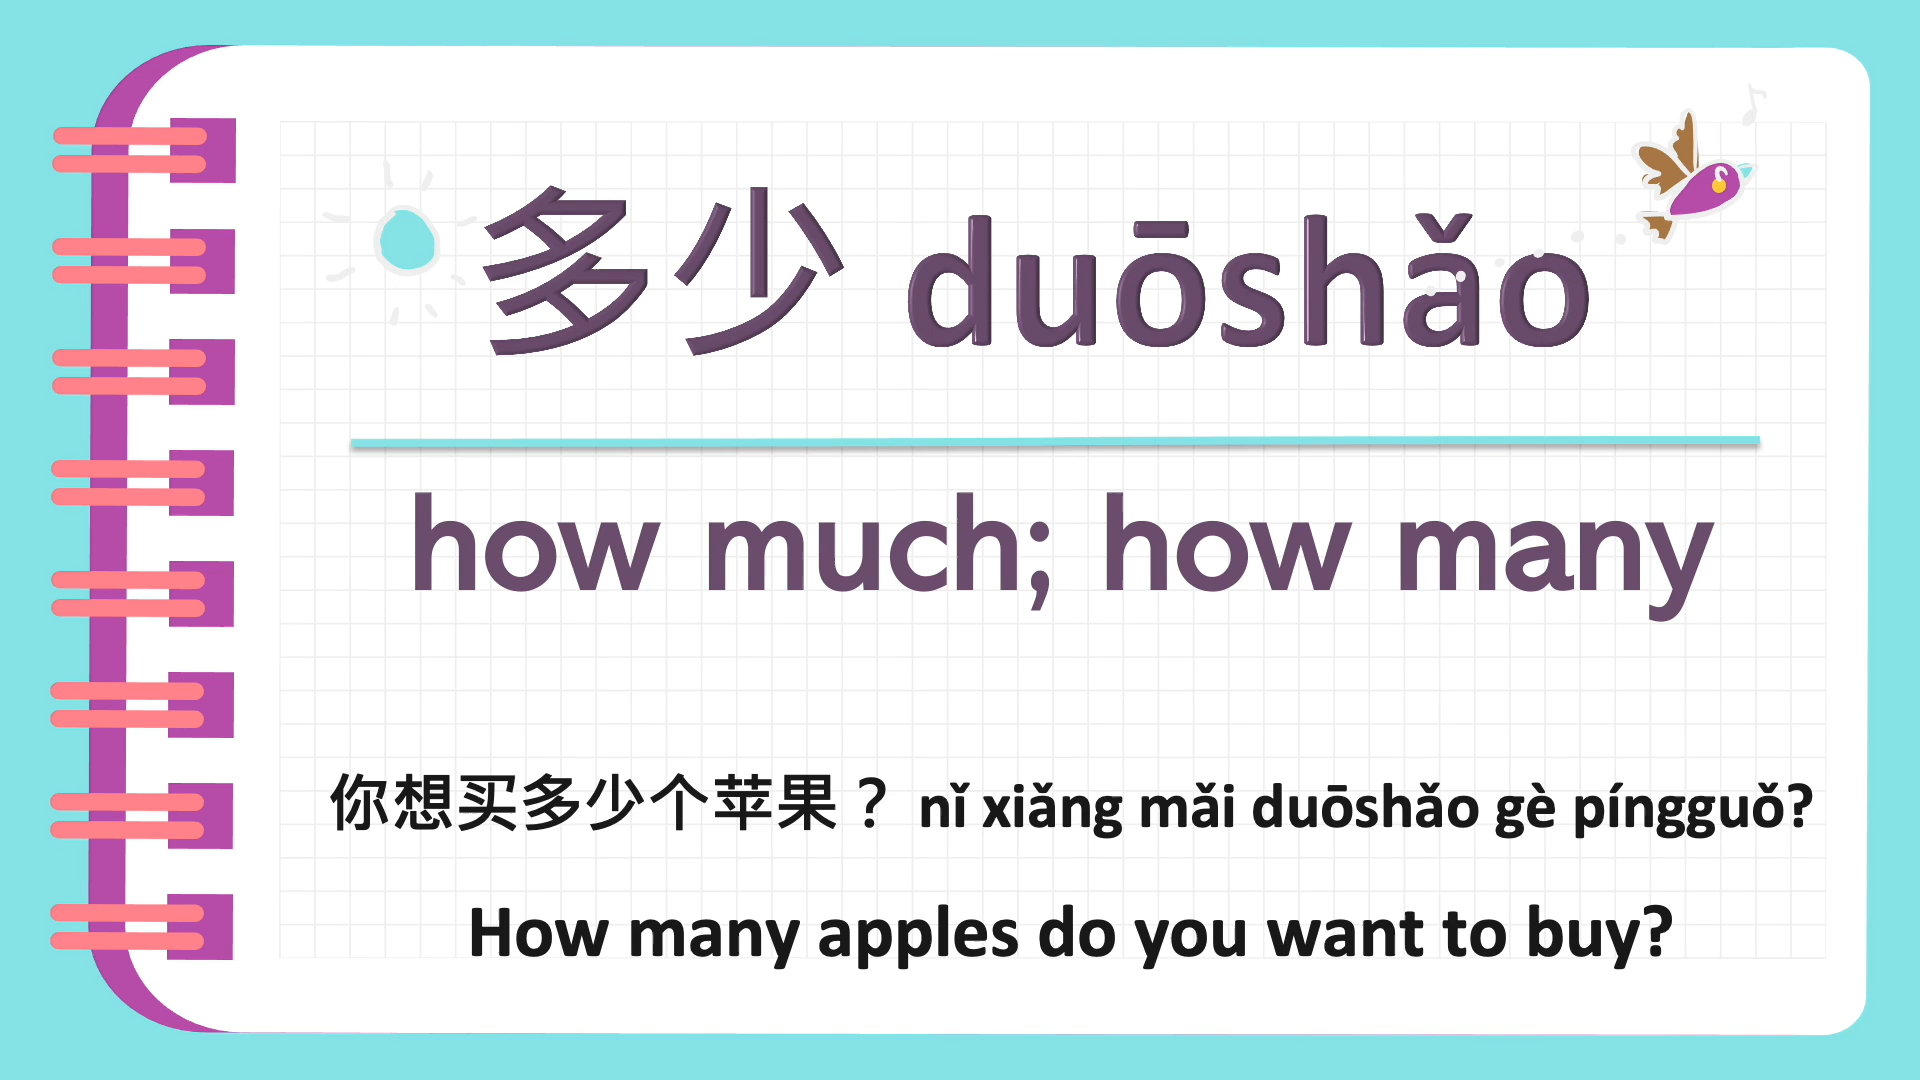 多少 duōshǎo
how much; how many
你想买多少个苹果？ nǐ xiǎng mǎi duōshǎo gè píngguǒ?
How many apples do you want to buy?